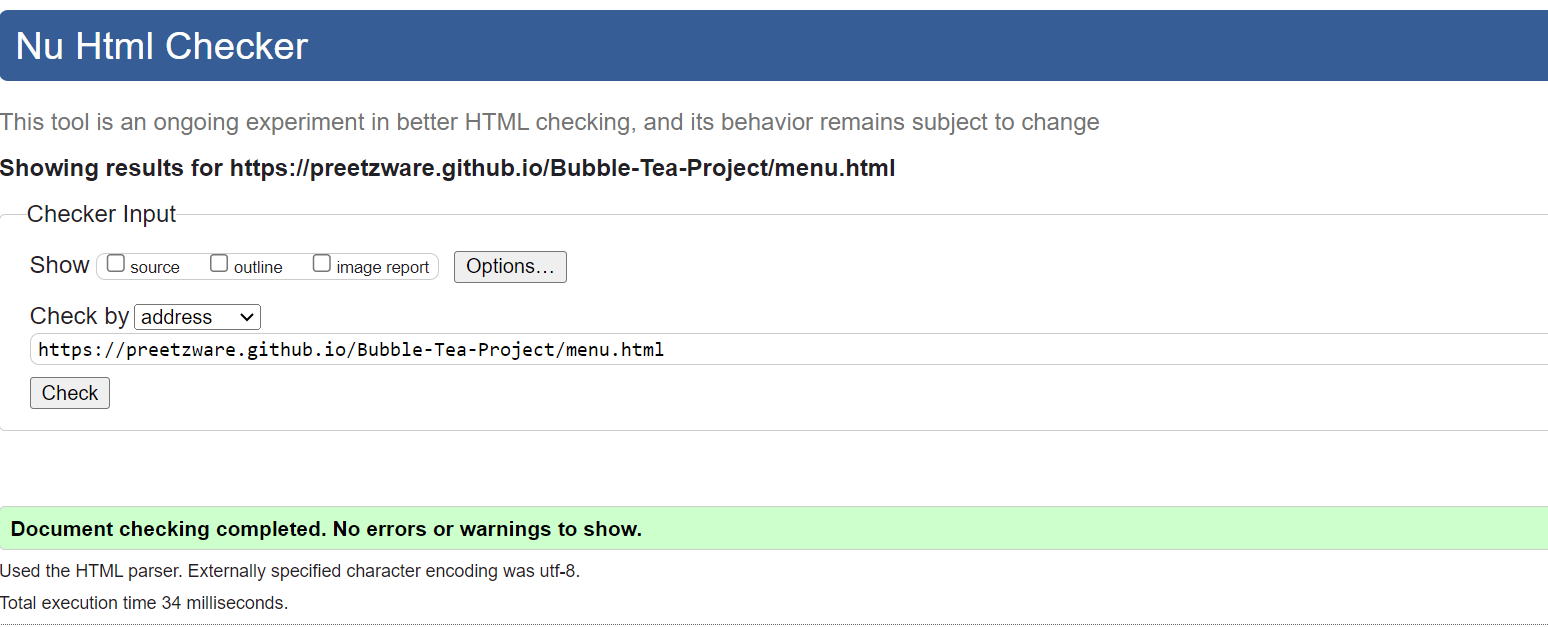 Nu Html Checker
This tool is an ongoing experiment in better HTML checking, and its behavior remains subject to change
Showing results for https://preetzware.github.io/Bubble-Tea-Project/menu.html
Checker Input
Show source outline image report Options...
Check by address
https://preetzware.github.io/Bubble-Tea-Project/menu.html
Check
Document checking completed. No errors or warnings to show.
Used the HTML parser. Externally specified character encoding was utf-8.
Total execution time 34 milliseconds.